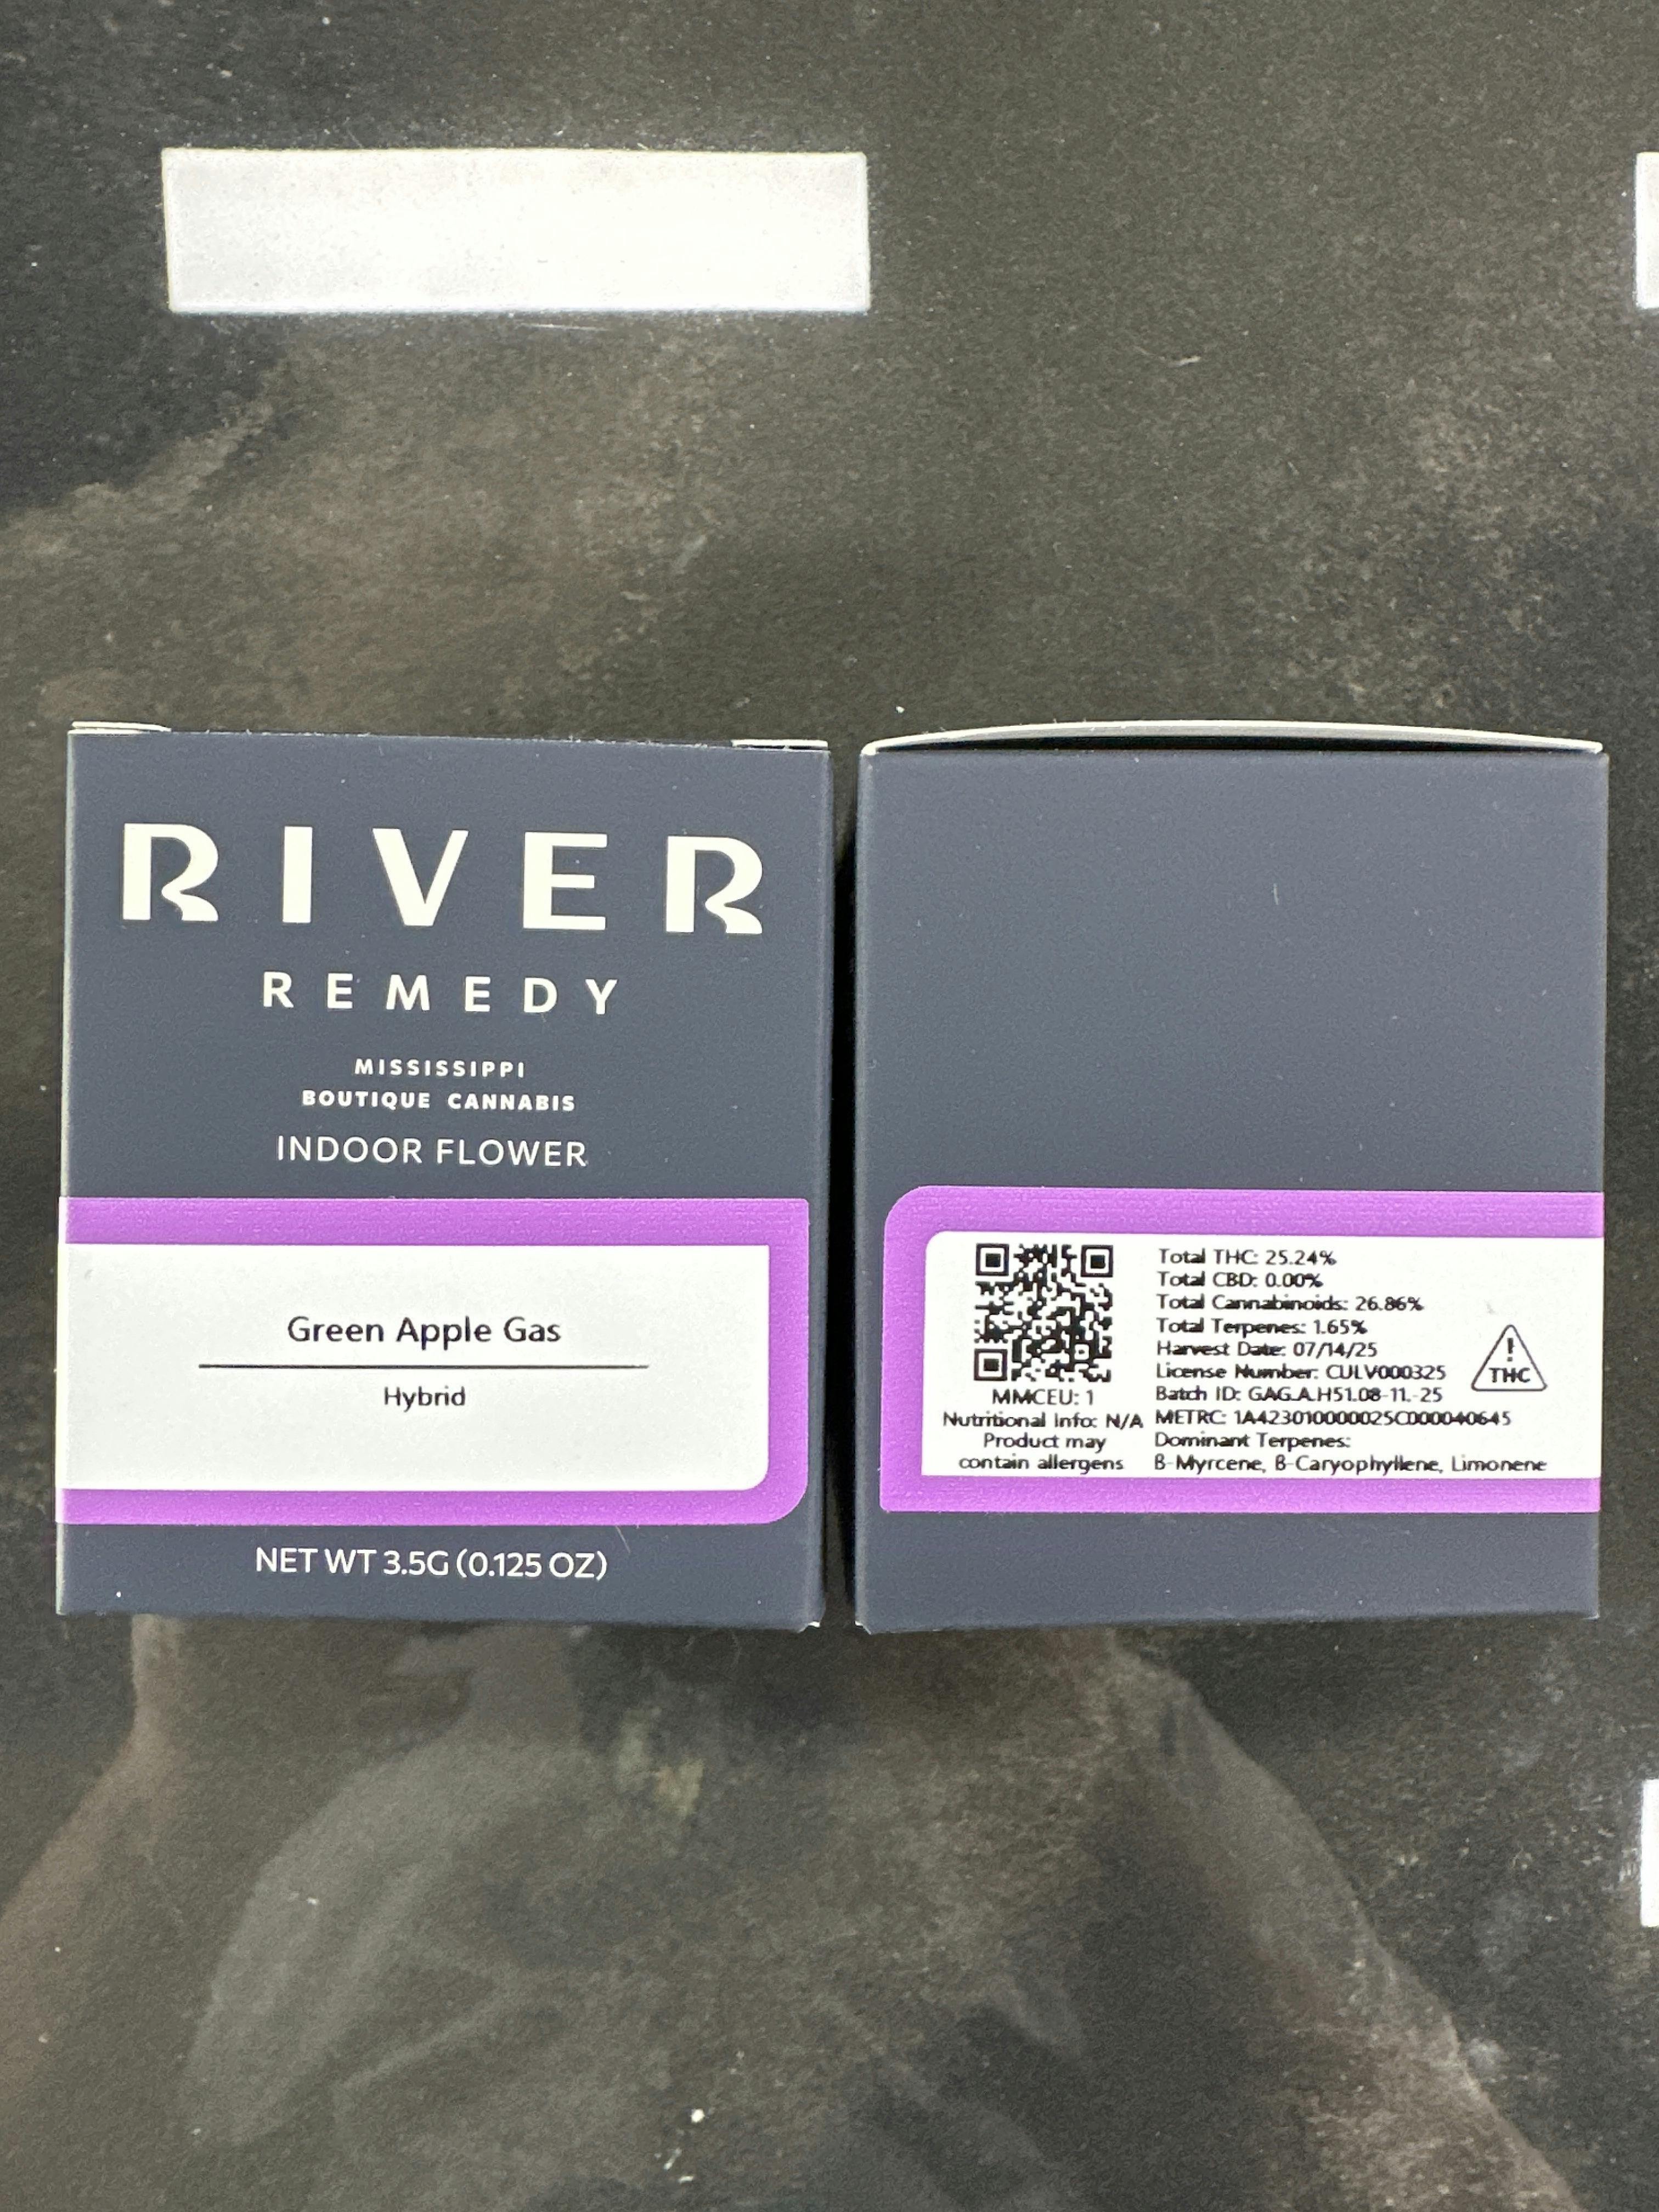 RIVER
REMEDY
MISSISSIPPI
BOUTIQUE CANNABIS
INDOOR FLOWER
Green Apple Gas
Hybrid
NET WT 3.5G (0.125 OZ)
MMCEU: 1
Nutritional Info: N/A
Product may
contain allergens
Total THC: 25.24%
Total CBD: 0.00%
Total Cannabinoids: 26.86%
Total Terpenes: 1.65%
Harvest Date: 07/14/25
License Number: CULV000325
Batch ID: GAG.A.H51.08-11.-25
METRC: 1A423010000025C000040645
Dominant Terpenes:
B-Myrcene, B-Caryophyllene, Limonene
!
THC